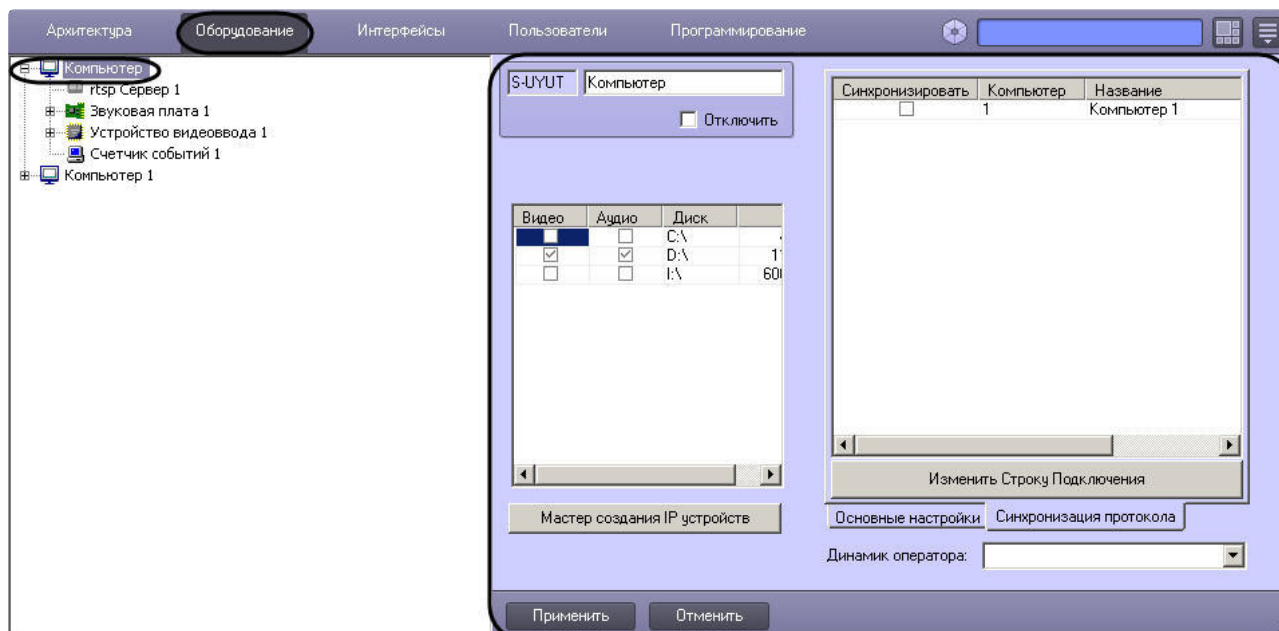 Архитектура Оборудование Интерфейсы Пользователи Программирование
Компьютер
rtsp Сервер 1
Звуковая плата 1
Устройство видеоввода 1
Счетчик событий 1
Компьютер 1
S-UYUT Компьютер
Отключить
Видео Аудио Диск
C:\
D:\ 11
I:\ 600
Мастер создания IP устройств
Синхронизировать Компьютер Название
1 Компьютер 1
Изменить Строку Подключения
Основные настройки Синхронизация протокола
Динамик оператора:
Применить Отменить